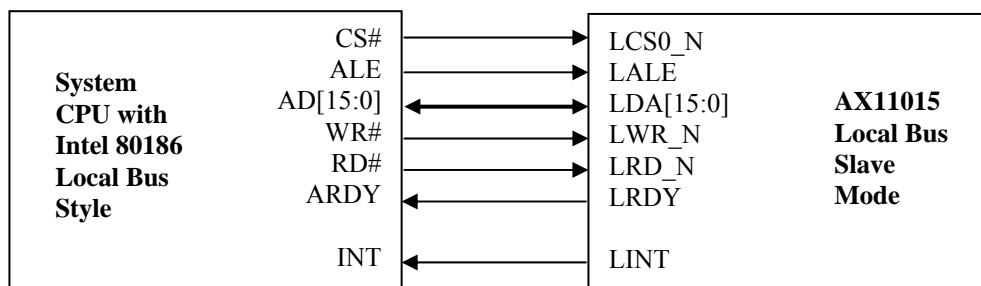 System
CPU with
Intel 80186
Local Bus
Style
CS#
ALE
AD[15:0]
WR#
RD#
ARDY
INT
LCS0_N
LALE
LDA[15:0]
LWR_N
LRD_N
LRDY
LINT
AX11015
Local Bus
Slave
Mode